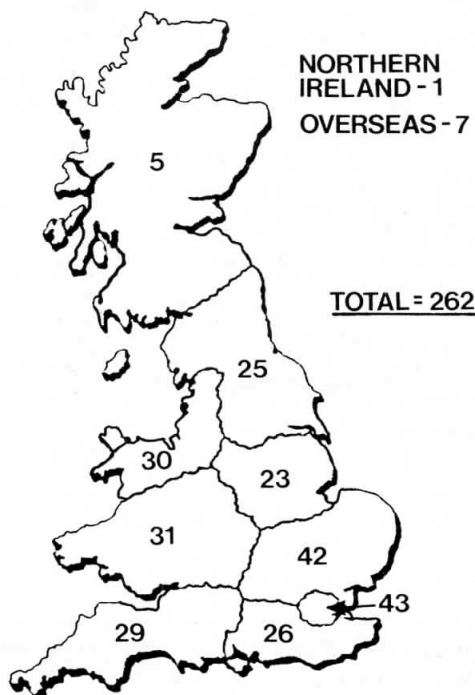 NORTHERN
IRELAND - 1
OVERSEAS - 7
5
TOTAL = 262
25
30
23
31
42
43
29
26